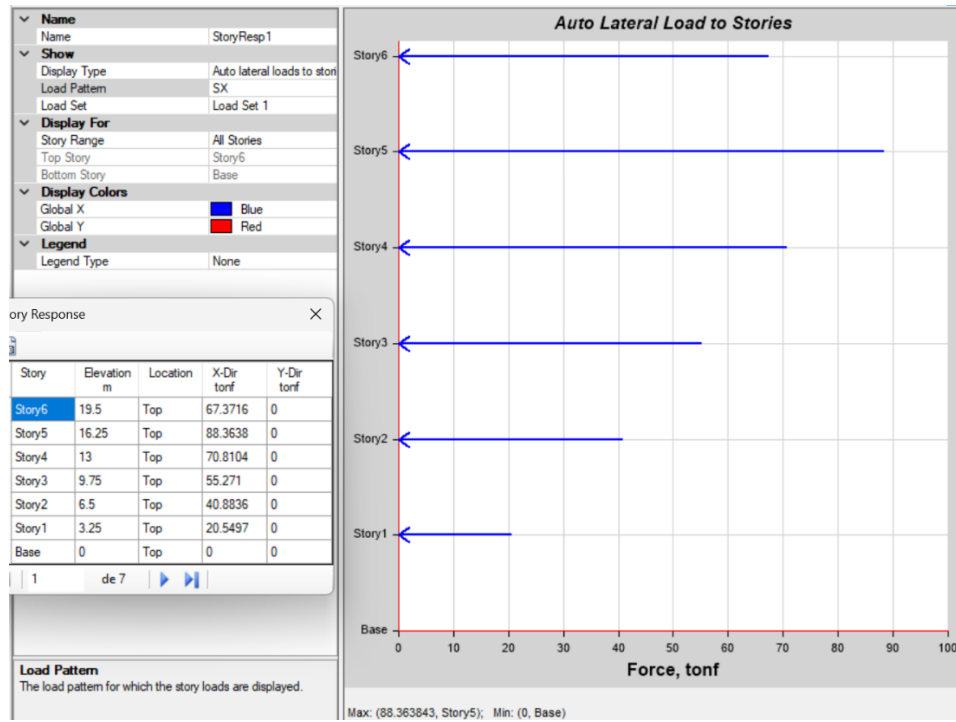 Name
Name StoryResp1
Show
Display Type Auto lateral loads to stori
Load Pattern SX
Load Set Load Set 1
Display For
Story Range All Stories
Top Story Story6
Bottom Story Base
Display Colors
Global X Blue
Global Y Red
Legend
Legend Type None
ory Response
Story Elevation m Location X-Dir tonf Y-Dir tonf
Story6 19.5 Top 67.3716 0
Story5 16.25 Top 88.3638 0
Story4 13 Top 70.8104 0
Story3 9.75 Top 55.271 0
Story2 6.5 Top 40.8836 0
Story1 3.25 Top 20.5497 0
Base 0 Top 0 0
1 de 7
Load Pattern
The load pattern for which the story loads are displayed.
Auto Lateral Load to Stories
Story6
Story5
Story4
Story3
Story2
Story1
Base
0 10 20 30 40 50 60 70 80 90 100
Force, tonf
Max: (88.363843, Story5); Min: (0, Base)